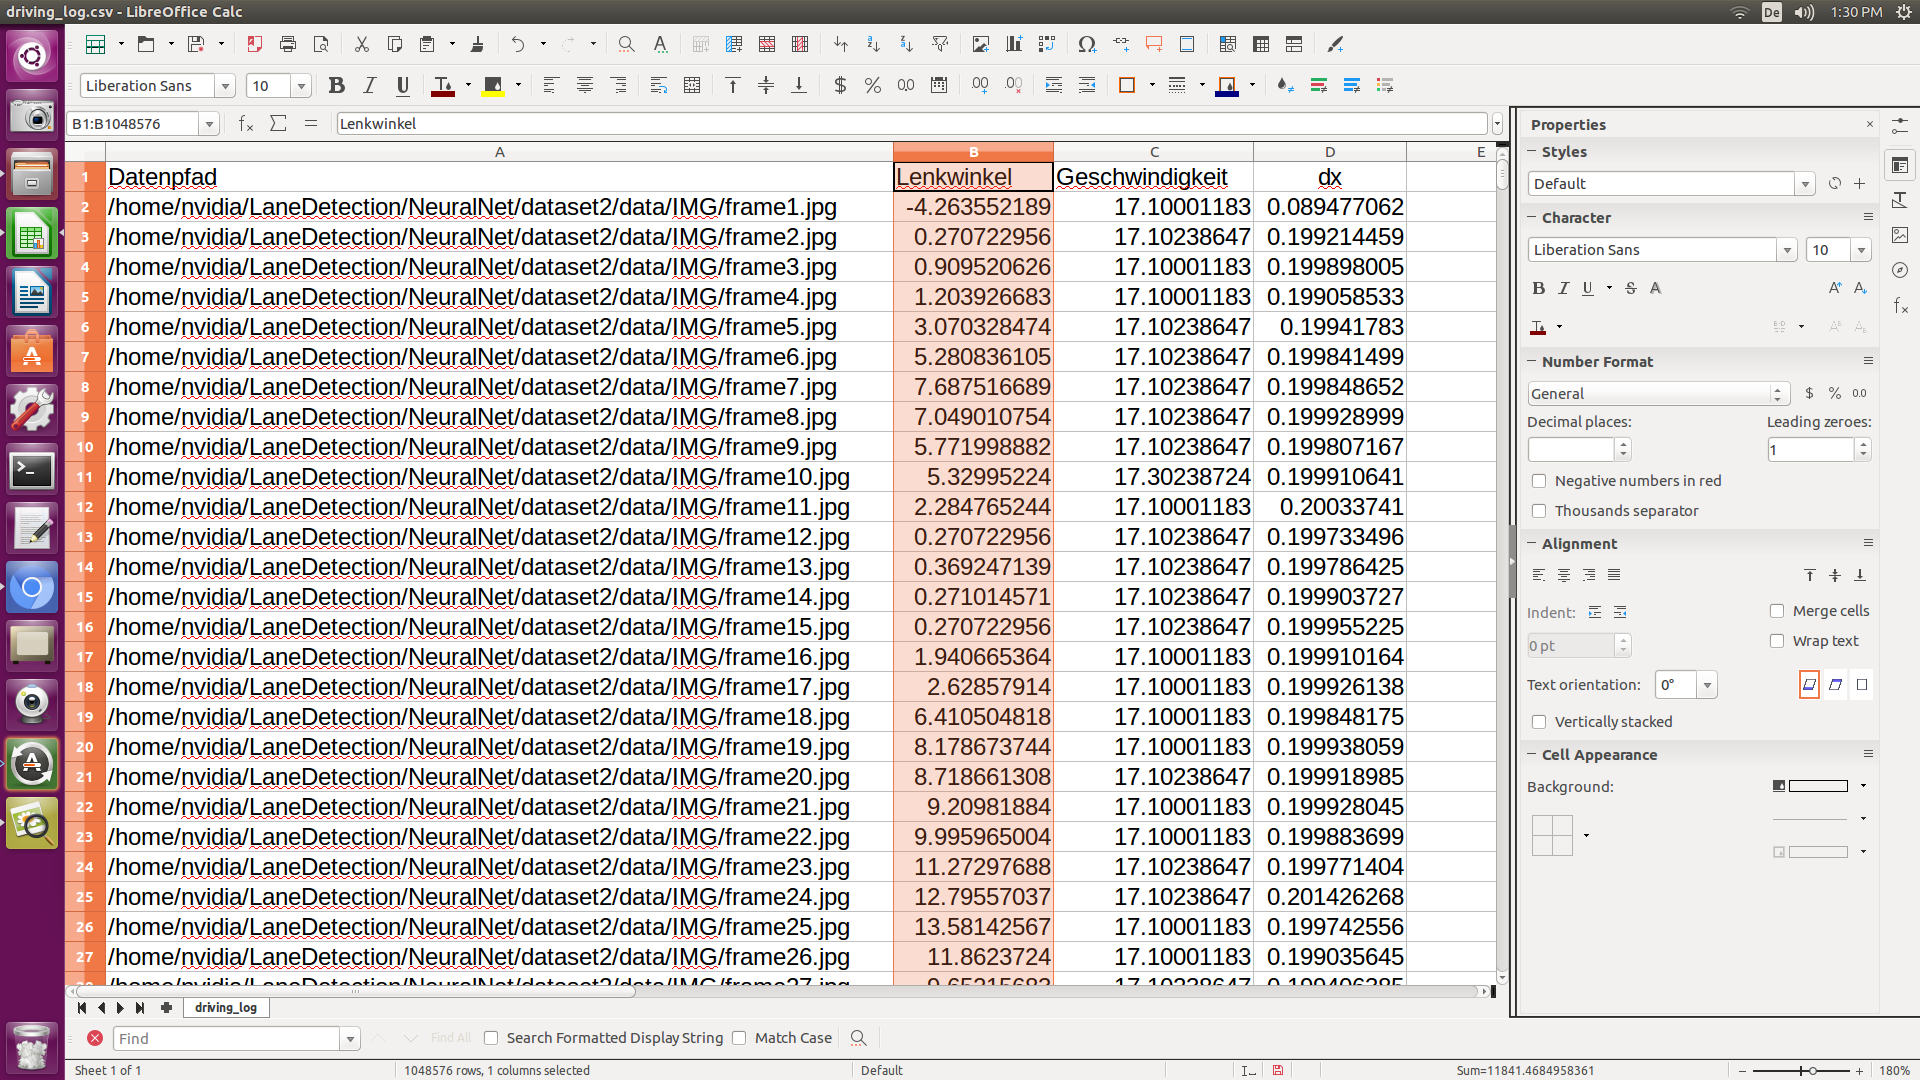 driving_log.csv - LibreOffice Calc
De
1:30 PM
Liberation Sans
10
B1:B1048576
Lenkwinkel
A B C D E
1 Datenpfad Lenkwinkel Geschwindigkeit dx
2 /home/nvidia/LaneDetection/NeuralNet/dataset2/data/IMG/frame1.jpg -4.263552189 17.10001183 0.089477062
3 /home/nvidia/LaneDetection/NeuralNet/dataset2/data/IMG/frame2.jpg 0.270722956 17.10238647 0.199214459
4 /home/nvidia/LaneDetection/NeuralNet/dataset2/data/IMG/frame3.jpg 0.909520626 17.10001183 0.199898005
5 /home/nvidia/LaneDetection/NeuralNet/dataset2/data/IMG/frame4.jpg 1.203926683 17.10001183 0.199058533
6 /home/nvidia/LaneDetection/NeuralNet/dataset2/data/IMG/frame5.jpg 3.070328474 17.10238647 0.19941783
7 /home/nvidia/LaneDetection/NeuralNet/dataset2/data/IMG/frame6.jpg 5.280836105 17.10238647 0.199841499
8 /home/nvidia/LaneDetection/NeuralNet/dataset2/data/IMG/frame7.jpg 7.687516689 17.10238647 0.199848652
9 /home/nvidia/LaneDetection/NeuralNet/dataset2/data/IMG/frame8.jpg 7.049010754 17.10238647 0.199928999
10 /home/nvidia/LaneDetection/NeuralNet/dataset2/data/IMG/frame9.jpg 5.771998882 17.10238647 0.199807167
11 /home/nvidia/LaneDetection/NeuralNet/dataset2/data/IMG/frame10.jpg 5.32995224 17.30238724 0.199910641
12 /home/nvidia/LaneDetection/NeuralNet/dataset2/data/IMG/frame11.jpg 2.284765244 17.10001183 0.20033741
13 /home/nvidia/LaneDetection/NeuralNet/dataset2/data/IMG/frame12.jpg 0.270722956 17.10238647 0.199733496
14 /home/nvidia/LaneDetection/NeuralNet/dataset2/data/IMG/frame13.jpg 0.369247139 17.10238647 0.199786425
15 /home/nvidia/LaneDetection/NeuralNet/dataset2/data/IMG/frame14.jpg 0.271014571 17.10238647 0.199903727
16 /home/nvidia/LaneDetection/NeuralNet/dataset2/data/IMG/frame15.jpg 0.270722956 17.10238647 0.199955225
17 /home/nvidia/LaneDetection/NeuralNet/dataset2/data/IMG/frame16.jpg 1.940665364 17.10001183 0.199910164
18 /home/nvidia/LaneDetection/NeuralNet/dataset2/data/IMG/frame17.jpg 2.62857914 17.10001183 0.199926138
19 /home/nvidia/LaneDetection/NeuralNet/dataset2/data/IMG/frame18.jpg 6.410504818 17.10001183 0.199848175
20 /home/nvidia/LaneDetection/NeuralNet/dataset2/data/IMG/frame19.jpg 8.178673744 17.10001183 0.199938059
21 /home/nvidia/LaneDetection/NeuralNet/dataset2/data/IMG/frame20.jpg 8.718661308 17.10238647 0.199918985
22 /home/nvidia/LaneDetection/NeuralNet/dataset2/data/IMG/frame21.jpg 9.20981884 17.10001183 0.199928045
23 /home/nvidia/LaneDetection/NeuralNet/dataset2/data/IMG/frame22.jpg 9.995965004 17.10001183 0.199883699
24 /home/nvidia/LaneDetection/NeuralNet/dataset2/data/IMG/frame23.jpg 11.27297688 17.10238647 0.199771404
25 /home/nvidia/LaneDetection/NeuralNet/dataset2/data/IMG/frame24.jpg 12.79557037 17.10238647 0.201426268
26 /home/nvidia/LaneDetection/NeuralNet/dataset2/data/IMG/frame25.jpg 13.58142567 17.10001183 0.199742556
27 /home/nvidia/LaneDetection/NeuralNet/dataset2/data/IMG/frame26.jpg 11.8623724 17.10001183 0.199035645
driving_log
Find
Find All
Search Formatted Display String
Match Case
Sheet 1 of 1
1048576 rows, 1 columns selected
Default
Sum=11841.4684958361
180%
Properties
Styles
Default
Character
Liberation Sans
10
Number Format
General
Decimal places:
Leading zeroes:
1
Negative numbers in red
Thousands separator
Alignment
Indent:
Merge cells
0 pt
Wrap text
Text orientation:
0°
Vertically stacked
Cell Appearance
Background: